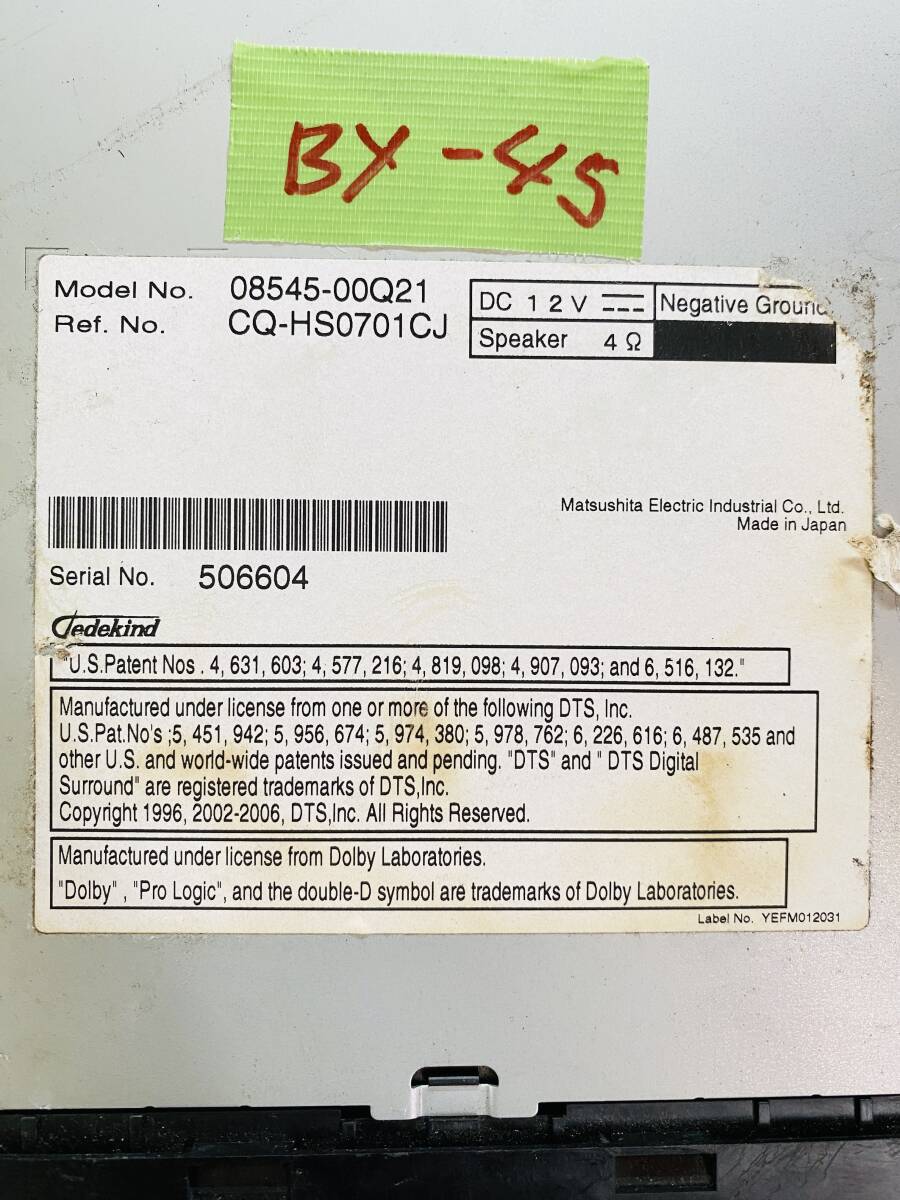 BY-45
Model No. 08545-00Q21
Ref. No. CQ-HS0701CJ
DC 12V Negative Ground
Speaker 4Ω
Matsushita Electric Industrial Co., Ltd.
Made in Japan
Serial No. 506604
Dedekind
"U.S.Patent Nos . 4, 631, 603; 4, 577, 216; 4, 819, 098; 4, 907, 093; and 6, 516, 132."
Manufactured under license from one or more of the following DTS, Inc.
U.S.Pat.No's ;5, 451, 942; 5, 956, 674; 5, 974, 380; 5, 978, 762; 6, 226, 616; 6, 487, 535 and
other U.S. and world-wide patents issued and pending. "DTS" and " DTS Digital
Surround" are registered trademarks of DTS,Inc.
Copyright 1996, 2002-2006, DTS,Inc. All Rights Reserved.
Manufactured under license from Dolby Laboratories.
"Dolby" , "Pro Logic", and the double-D symbol are trademarks of Dolby Laboratories.
Label No. YEFM012031